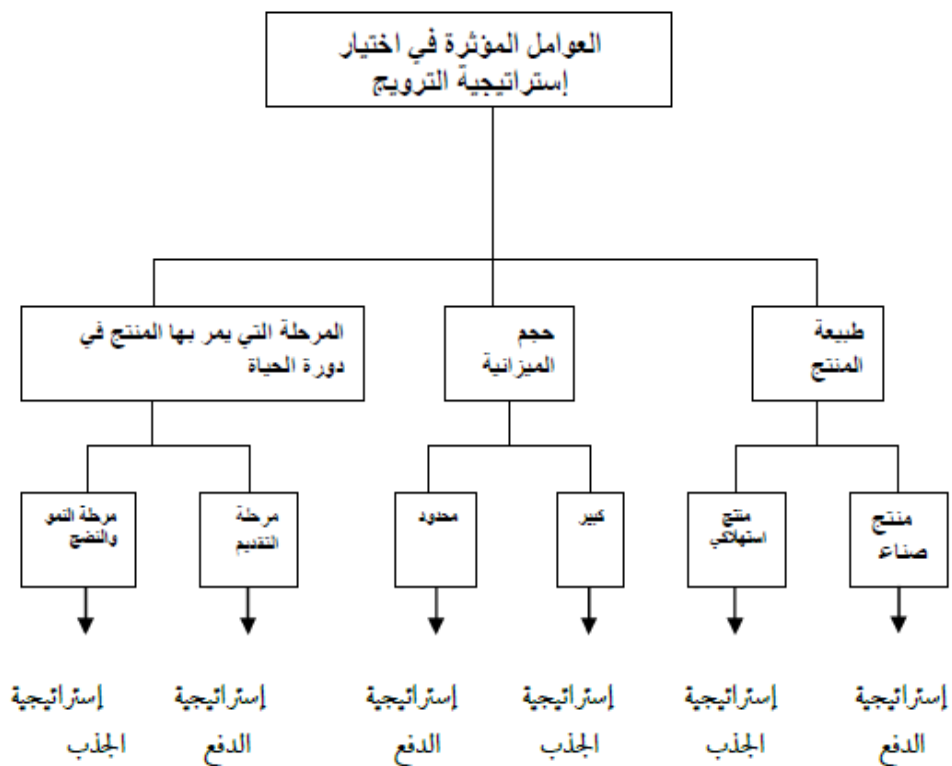 العوامل المؤثرة في اختيار
إستراتيجية الترويج
طبيعة
المنتج
حجم
الميزانية
المرحلة التي يمر بها المنتج في
دورة الحياة
منتج
صناع
منتج
استهلاكي
كبير
محدود
مرحلة
التقديم
مرحلة النمو
والنضج
إستراتيجية
الدفع
إستراتيجية
الجذب
إستراتيجية
الجذب
إستراتيجية
الدفع
إستراتيجية
الدفع
إستراتيجية
الجذب